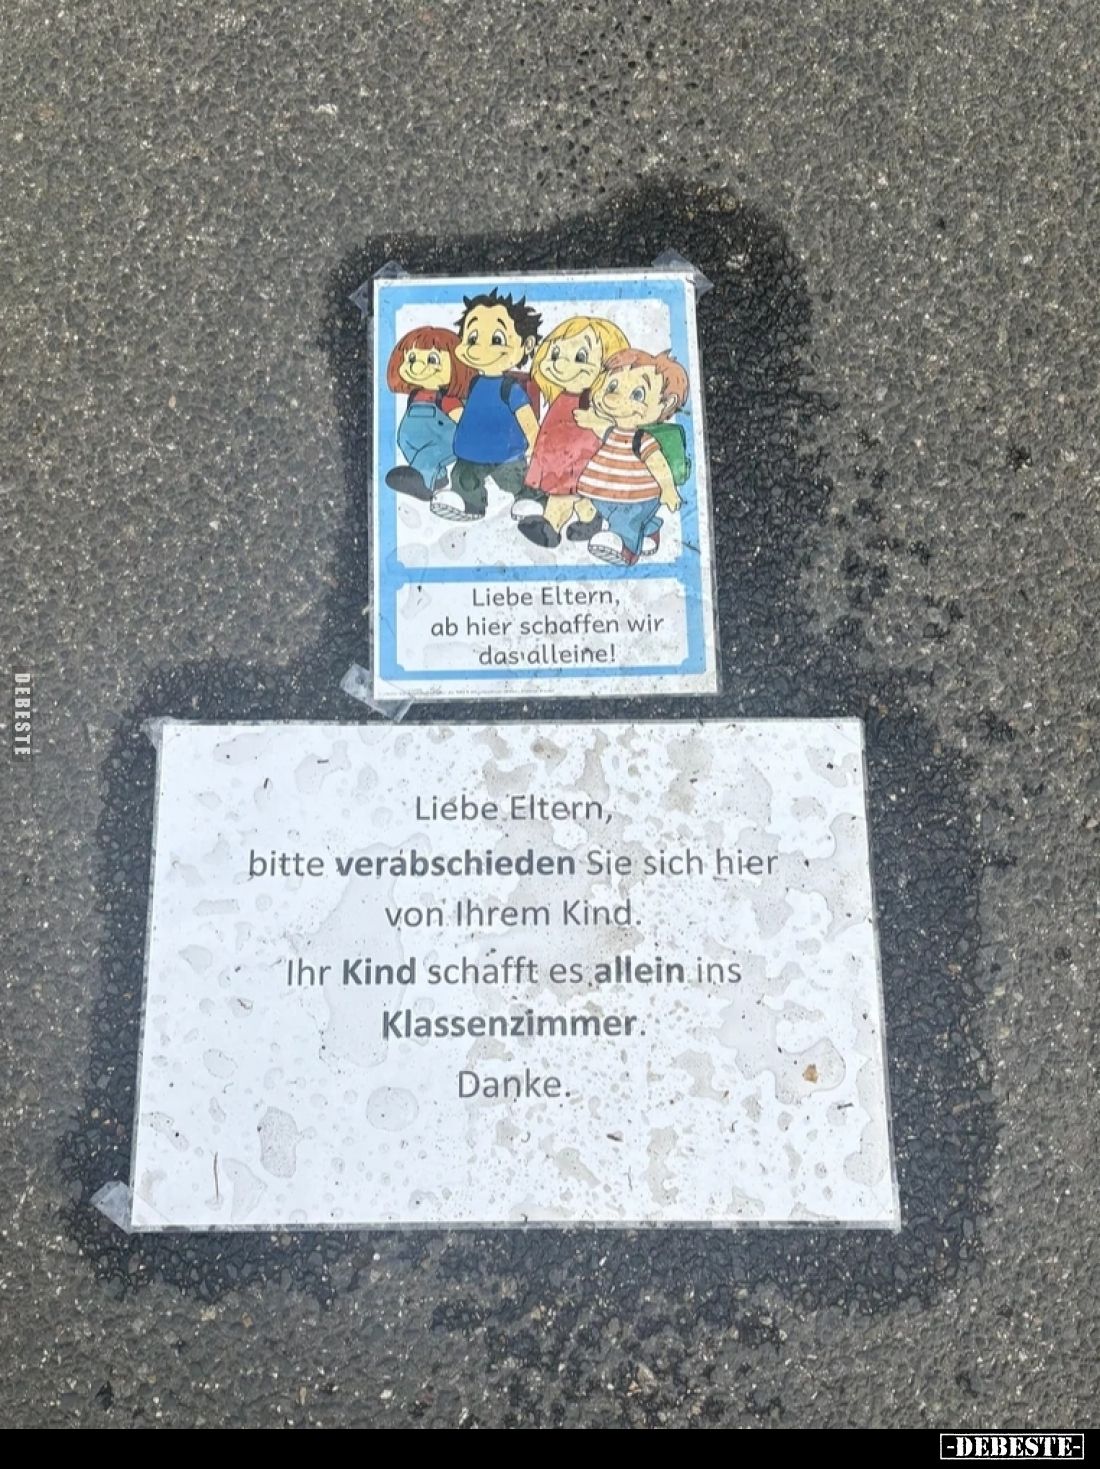 Liebe Eltern,
ab hier schaffen wir
das alleine!
Liebe Eltern,
bitte verabschieden Sie sich hier
von Ihrem Kind.
Ihr Kind schafft es allein ins
Klassenzimmer.
Danke.
DEBESTE
-DEBESTE-